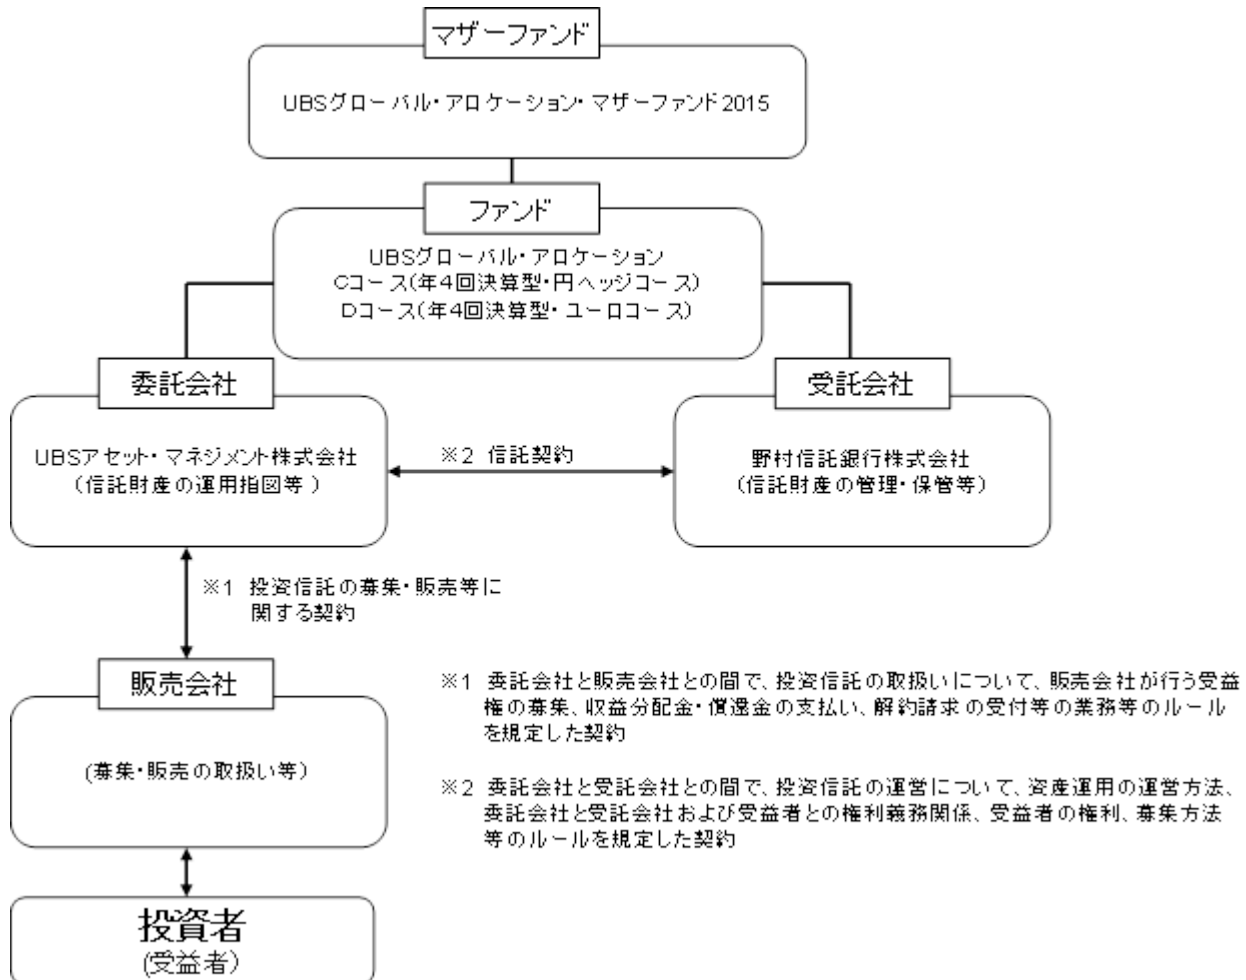 マザーファンド
UBSグローバル・アロケーション・マザーファンド2015
ファンド
UBSグローバル・アロケーション
Cコース(年4回決算型・円ヘッジコース)
Dコース(年4回決算型・ユーロコース)
委託会社
受託会社
UBSアセット・マネジメント株式会社
(信託財産の運用指図等)
※2 信託契約
野村信託銀行株式会社
(信託財産の管理・保管等)
※1 投資信託の募集・販売等に
関する契約
販売会社
(募集・販売の取扱い等)
※1 委託会社と販売会社との間で、投資信託の取扱いについて、販売会社が行う受益
権の募集、収益分配金・償還金の支払い、解約請求の受付等の業務等のルール
を規定した契約
※2 委託会社と受託会社との間で、投資信託の運営について、資産運用の運営方法、
委託会社と受託会社および受益者との権利義務関係、受益者の権利、募集方法
等のルールを規定した契約
投資者
(受益者)